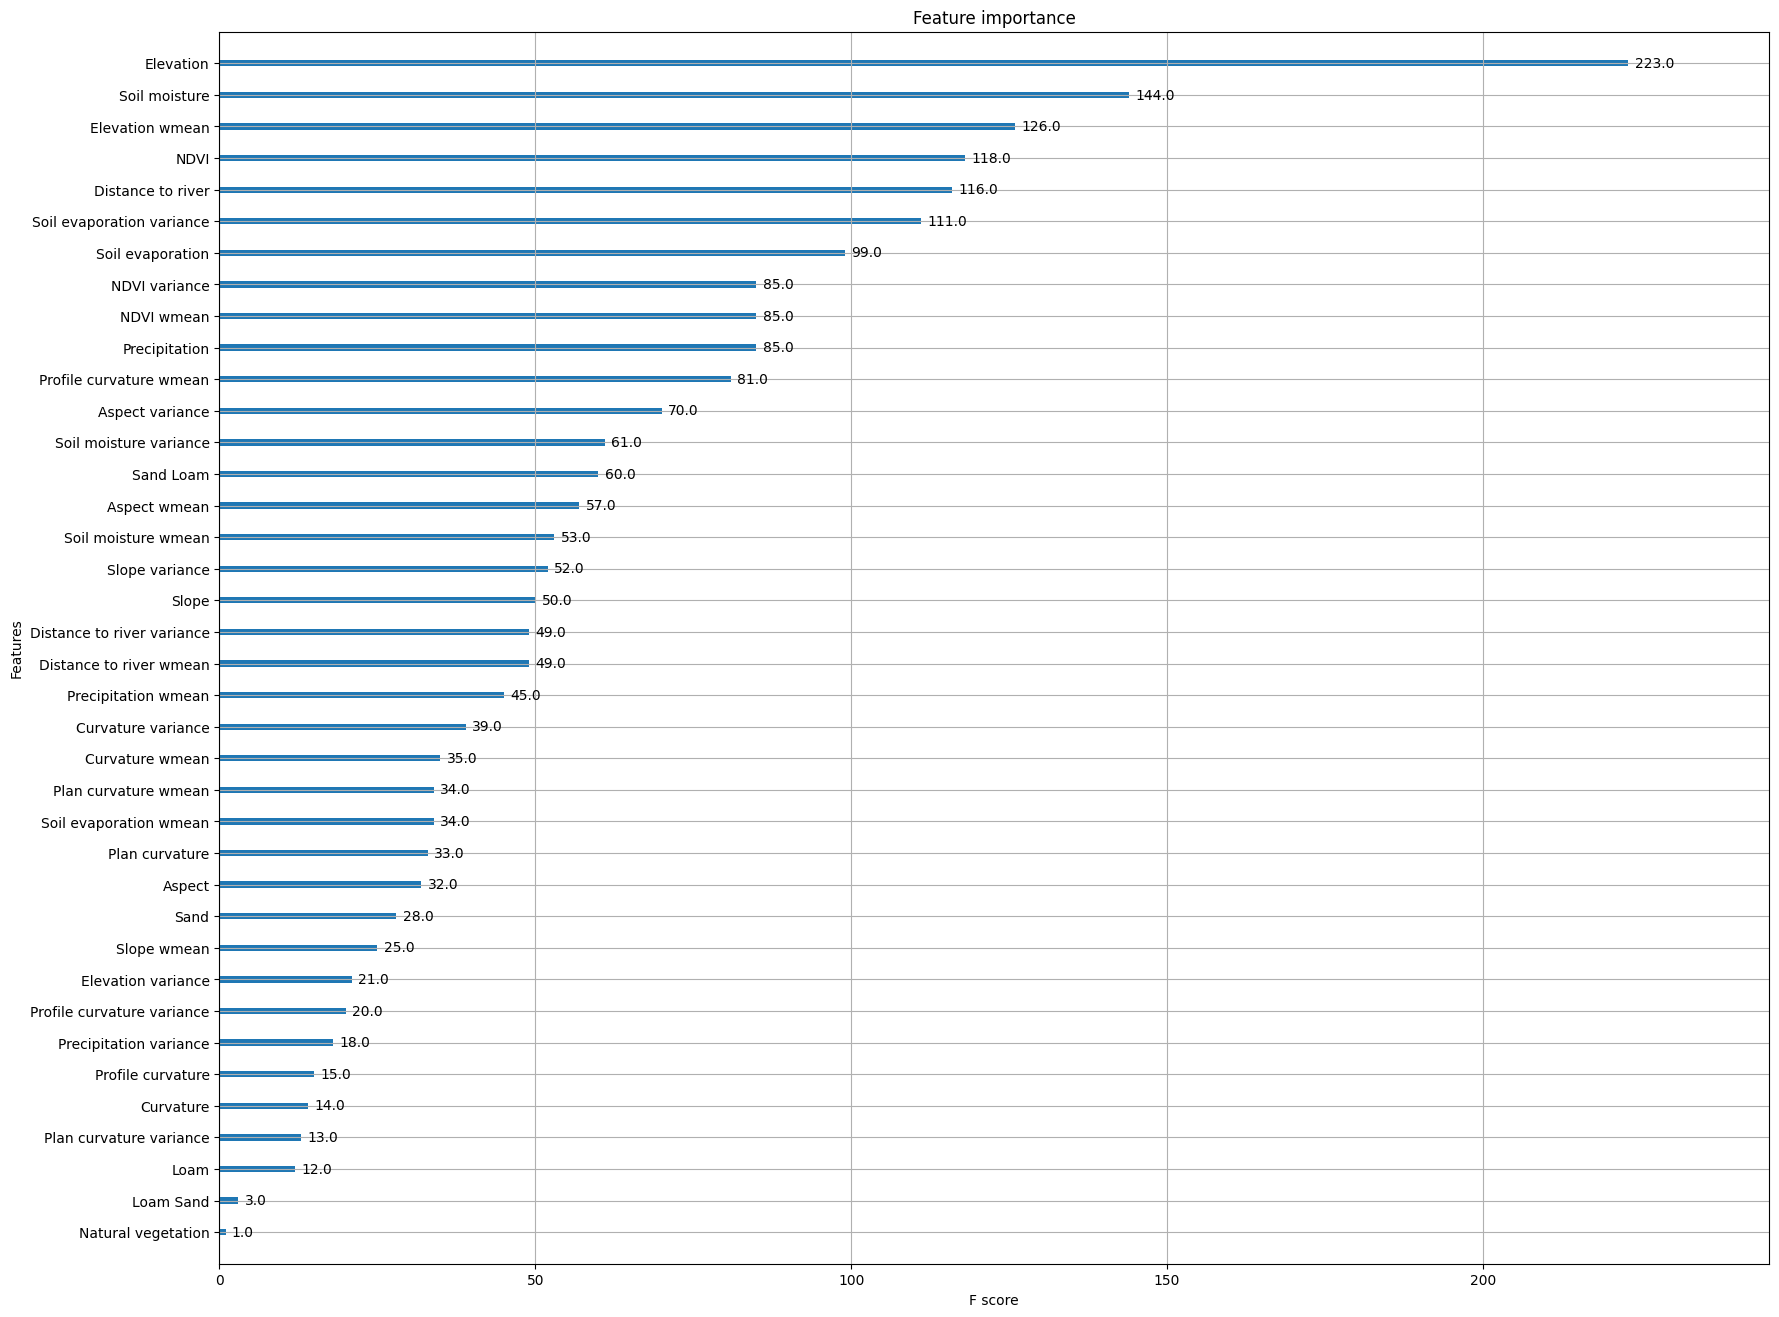 Feature importance
Features
Elevation 223.0
Soil moisture 144.0
Elevation wmean 126.0
NDVI 118.0
Distance to river 116.0
Soil evaporation variance 111.0
Soil evaporation 99.0
NDVI variance 85.0
NDVI wmean 85.0
Precipitation 85.0
Profile curvature wmean 81.0
Aspect variance 70.0
Soil moisture variance 61.0
Sand Loam 60.0
Aspect wmean 57.0
Soil moisture wmean 53.0
Slope variance 52.0
Slope 50.0
Distance to river variance 49.0
Distance to river wmean 49.0
Precipitation wmean 45.0
Curvature variance 39.0
Curvature wmean 35.0
Plan curvature wmean 34.0
Soil evaporation wmean 34.0
Plan curvature 33.0
Aspect 32.0
Sand 28.0
Slope wmean 25.0
Elevation variance 21.0
Profile curvature variance 20.0
Precipitation variance 18.0
Profile curvature 15.0
Curvature 14.0
Plan curvature variance 13.0
Loam 12.0
Loam Sand 3.0
Natural vegetation 1.0
0 50 100 150 200
F score